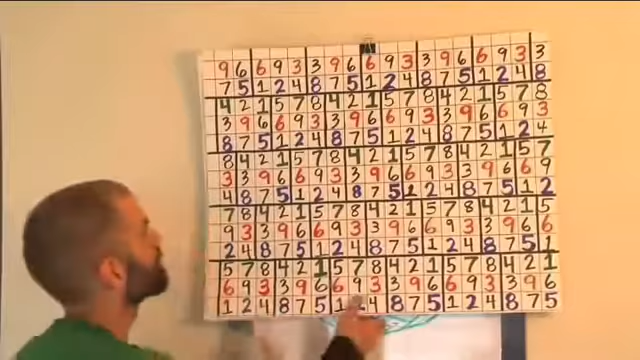 9 6 6 9 3 3 9 6 6 9 3 3 9 6 6 9 3 3
7 5 1 2 4 8 7 5 1 2 4 8 7 5 1 2 4 8
4 2 1 5 7 8 4 2 1 5 7 8 4 2 1 5 7 8
3 9 6 6 9 3 3 9 6 6 9 3 3 9 6 6 9 3
8 7 5 1 2 4 8 7 5 1 2 4 8 7 5 1 2 4
8 4 2 1 5 7 8 4 2 1 5 7 8 4 2 1 5 7
3 3 9 6 6 9 3 3 9 6 6 9 3 3 9 6 6 9
4 8 7 5 1 2 4 8 7 5 1 2 4 8 7 5 1 2
7 8 4 2 1 5 7 8 4 2 1 5 7 8 4 2 1 5
9 3 3 9 6 6 9 3 3 9 6 6 9 3 3 9 6 6
2 4 8 7 5 1 2 4 8 7 5 1 2 4 8 7 5 1
5 7 8 4 2 1 5 7 8 4 2 1 5 7 8 4 2 1
6 9 3 3 9 6 6 9 3 3 9 6 6 9 3 3 9 6
1 2 4 8 7 5 1 2 4 8 7 5 1 2 4 8 7 5